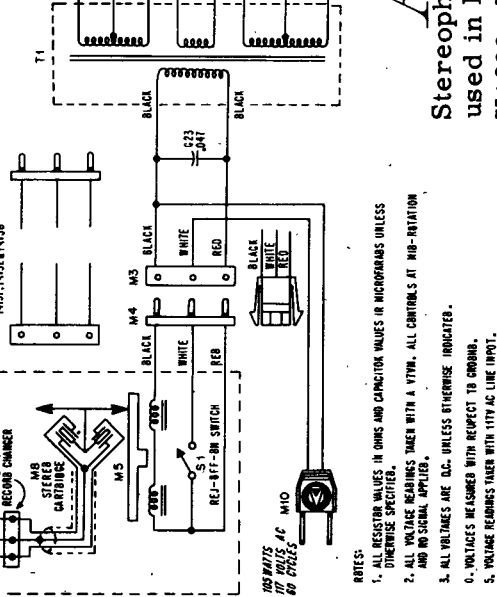 T1
BLACK
BLACK
C23
.047
BLACK
WHITE
RED
M3
M4
BLACK
WHITE
RED
BLACK
WHITE
RED
RECORD CHANGER
M8
STEREO
CARTRIDGE
M5
S1
REJ-OFF-ON SWITCH
M10
105 WATTS
117 VOLTS AC
60 CYCLES
Stereoph
used in
NOTES:
1. ALL RESISTOR VALUES IN OHMS AND CAPACITOR VALUES IN MICROFARADS UNLESS
OTHERWISE SPECIFIED.
2. ALL VOLTAGE READINGS TAKEN WITH A VTVM. ALL CONTROLS AT MID-ROTATION
AND NO SIGNAL APPLIED.
3. ALL VOLTAGES ARE D.C. UNLESS OTHERWISE INDICATED.
VOLTAGES MEASURED WITH RESPECT TO GROUND.
5. VOLTAGE READINGS TAKEN WITH 117V AC LINE INPUT.